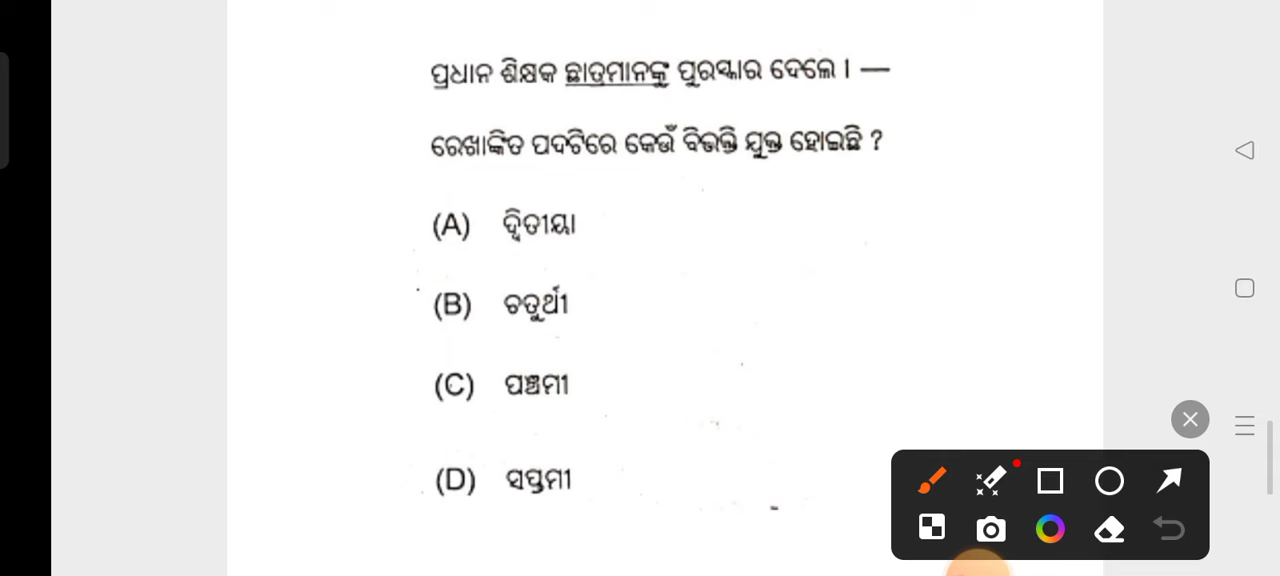 ପ୍ରଧାନ ଶିକ୍ଷକ ଛାତ୍ରମାନଙ୍କୁ ପୁରସ୍କାର ଦେଲେ । —
ରେଖାଙ୍କିତ ପଦଟିରେ କେଉଁ ବିଭକ୍ତି ଯୁକ୍ତ ହୋଇଛି ?
(A) ଦ୍ୱିତୀୟା
(B) ଚତୁର୍ଥୀ
(C) ପଞ୍ଚମୀ
(D) ସପ୍ତମୀ